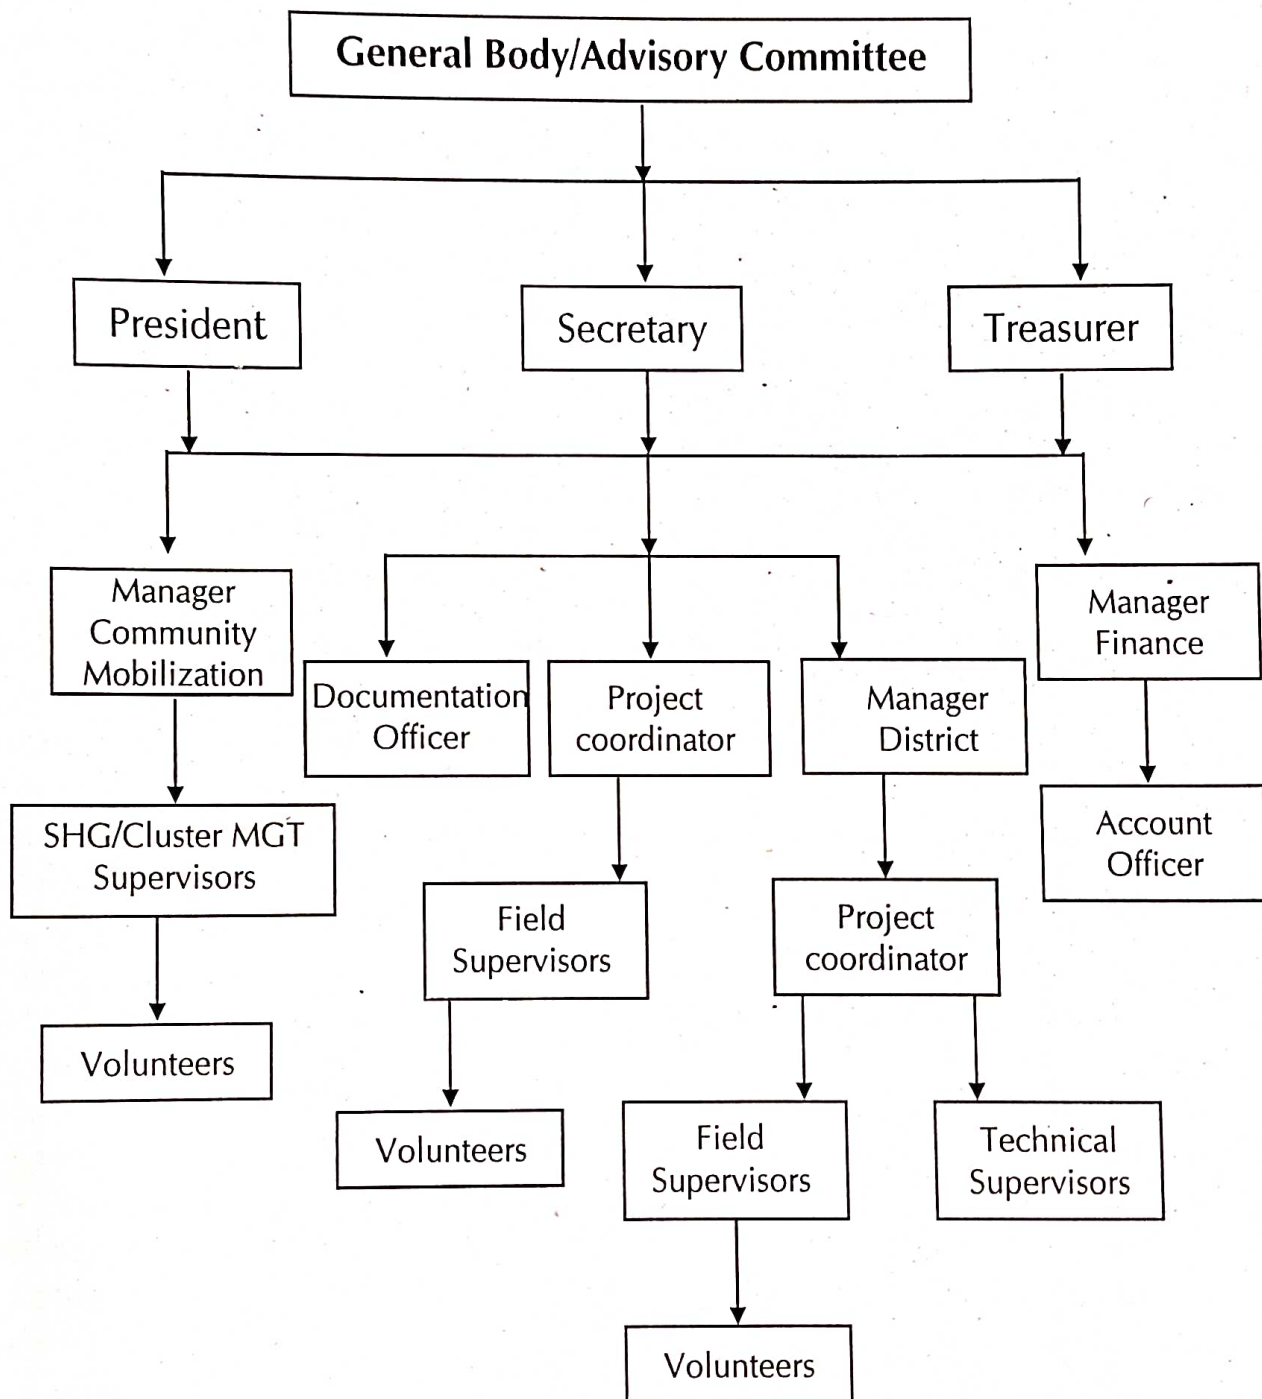 General Body/Advisory Committee
President
Secretary
Treasurer
Manager
Community
Mobilization
Documentation
Officer
Project
coordinator
Manager
District
Manager
Finance
SHG/Cluster MGT
Supervisors
Field
Supervisors
Project
coordinator
Account
Officer
Volunteers
Volunteers
Field
Supervisors
Technical
Supervisors
Volunteers